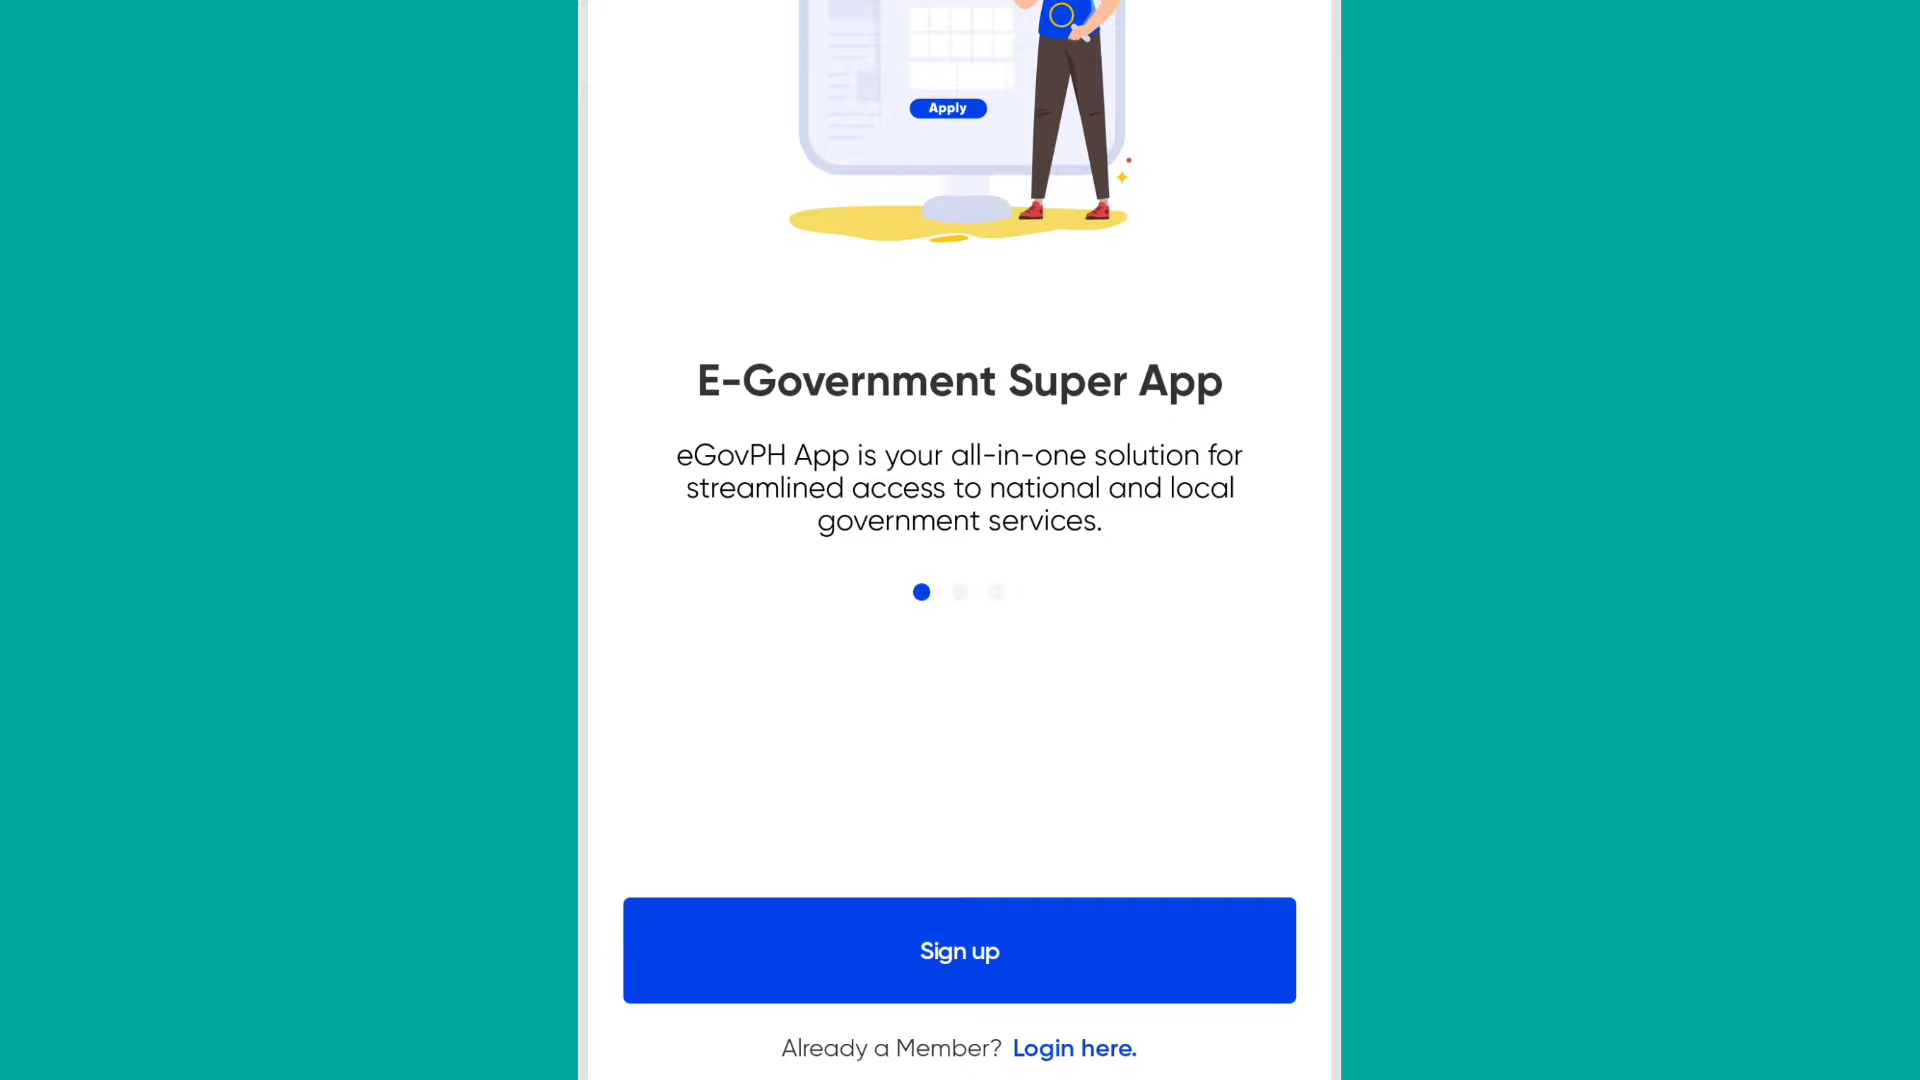 Apply
E-Government Super App
eGovPH App is your all-in-one solution for
streamlined access to national and local
government services.
Sign up
Already a Member? Login here.